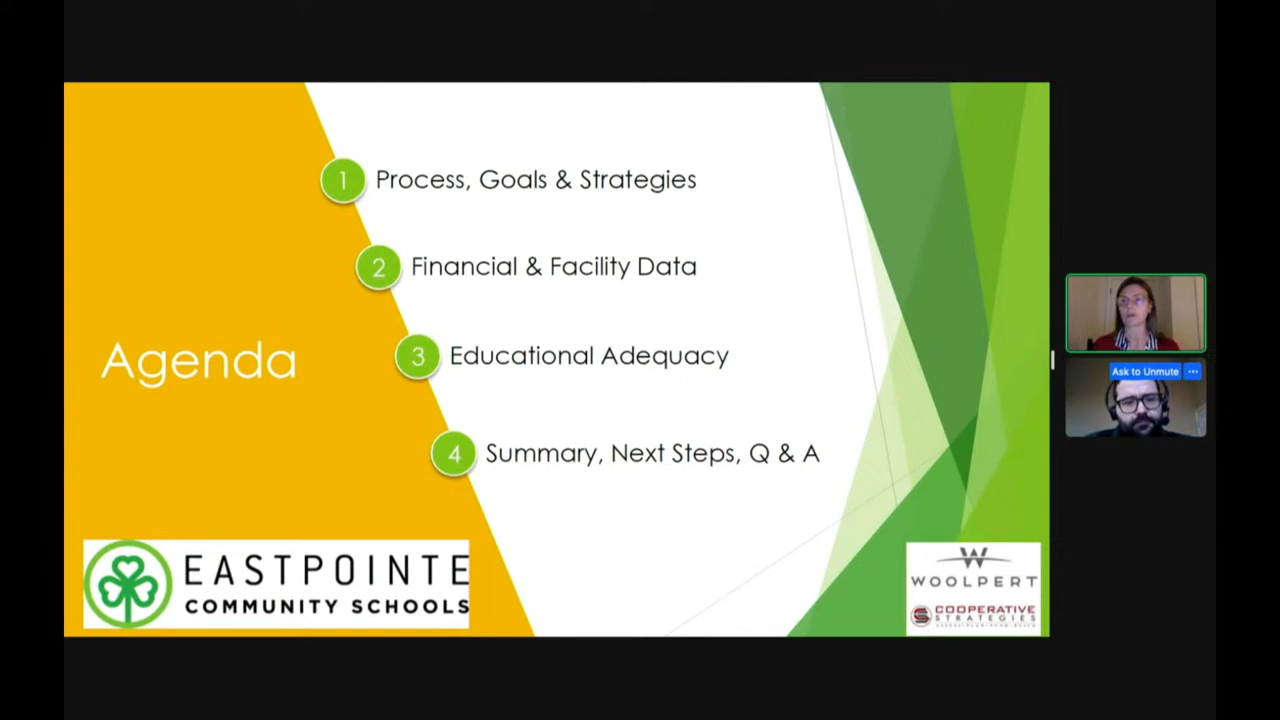 Agenda
1 Process, Goals & Strategies
2 Financial & Facility Data
3 Educational Adequacy
4 Summary, Next Steps, Q & A
EASTPOINTE
COMMUNITY SCHOOLS
W
WOOLPERT
COOPERATIVE
STRATEGIES
Ask to Unmute